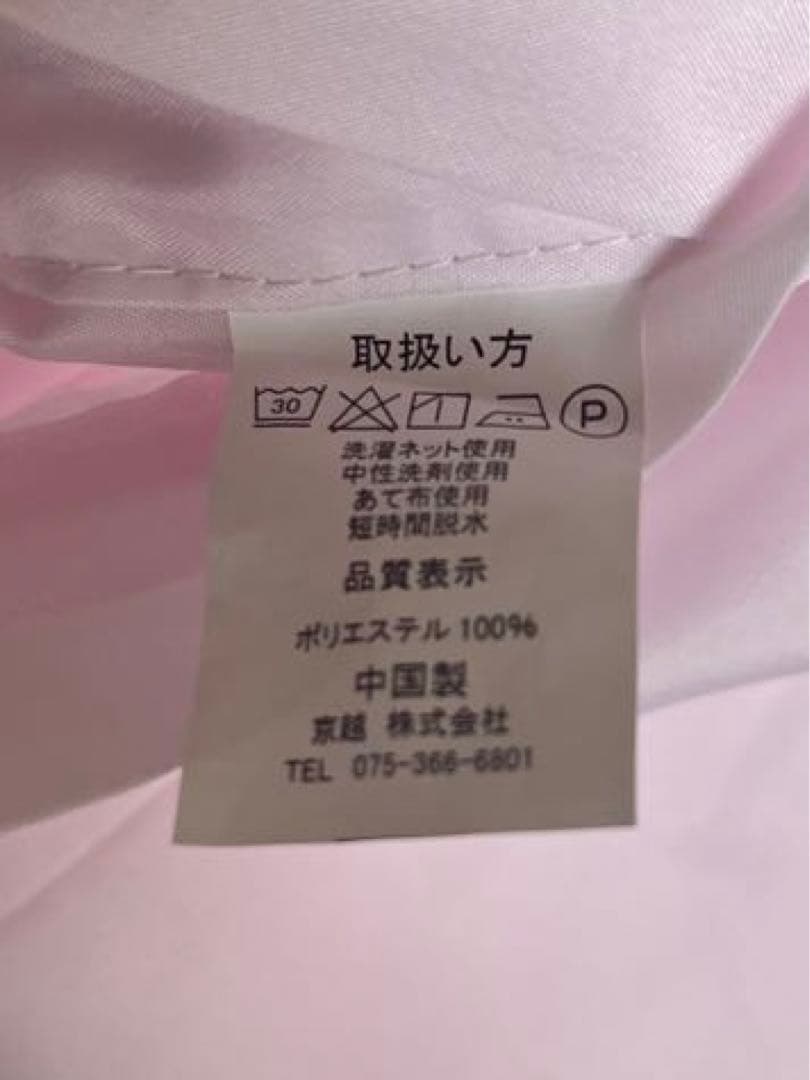 取扱い方
30 P
洗濯ネット使用
中性洗剤使用
あて布使用
短時間脱水
品質表示
ポリエステル 100%
中国製
京越 株式会社
TEL 075-366-6801